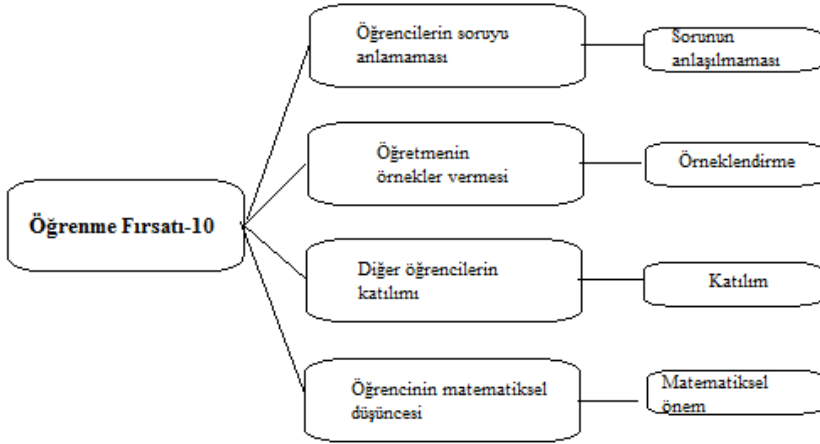 Öğrencilerin soruyu
anlamaması
Sorunun
anlaşılmaması
Öğretmenin
örnekler vermesi
Örneklendirme
Öğrenme Fırsatı-10
Diğer öğrencilerin
katılımı
Katılım
Öğrencinin matematiksel
düşüncesi
Matematiksel
önem